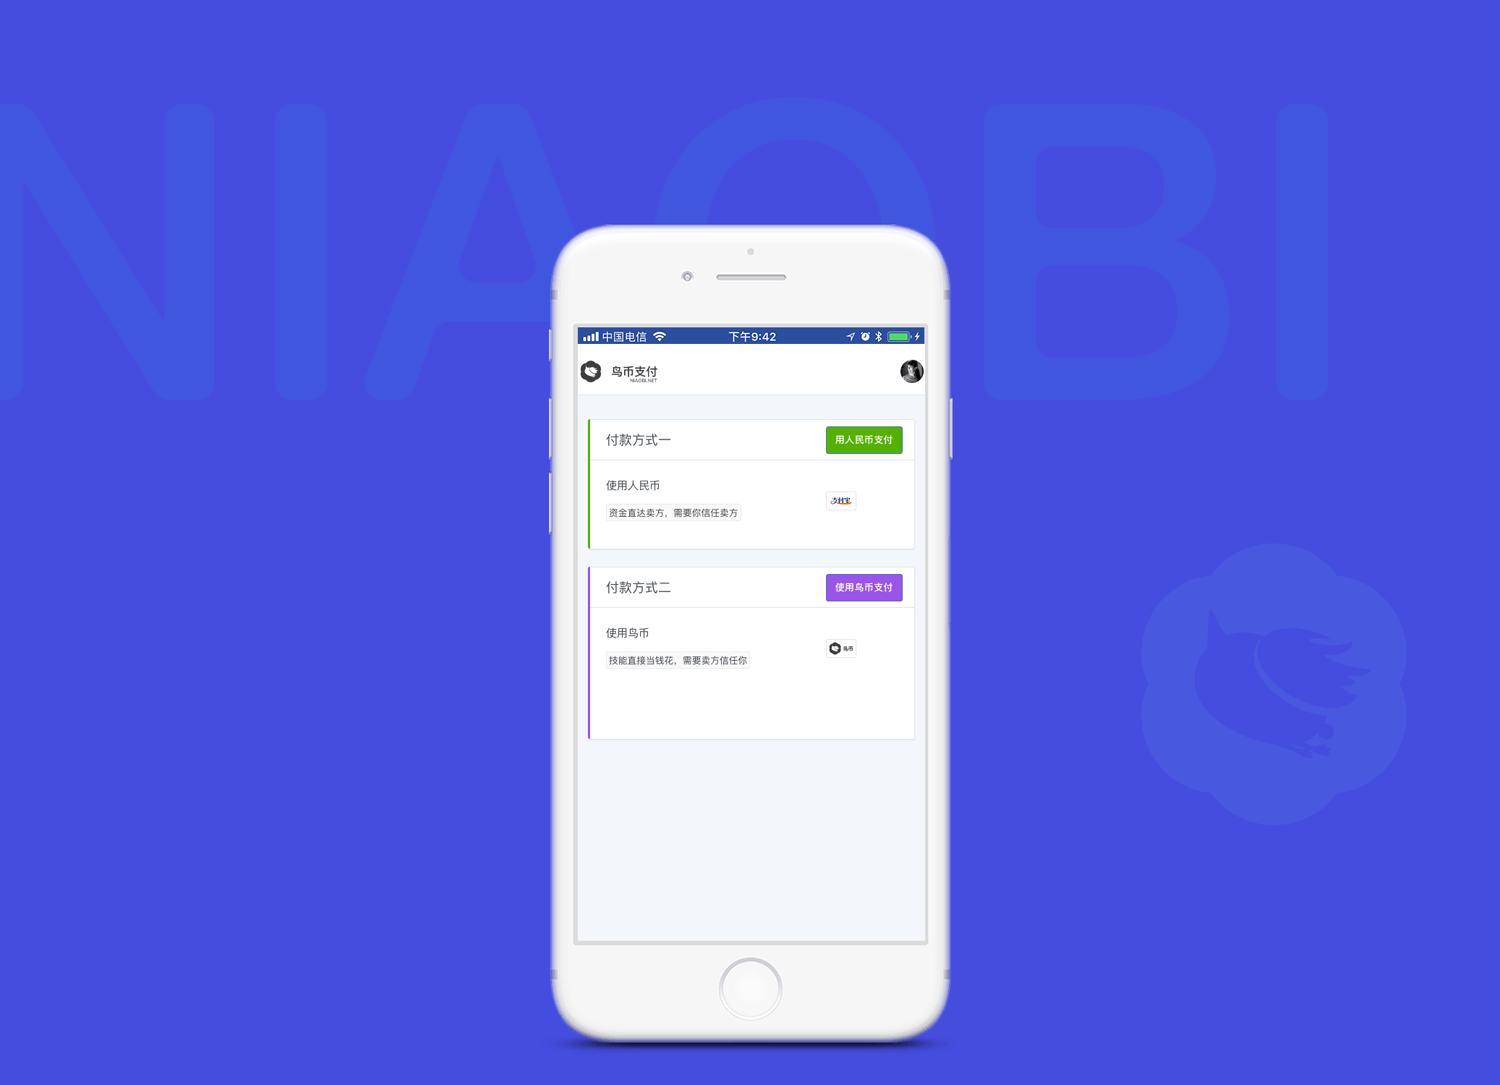 NIAOBI
中国电信
下午9:42
鸟币支付
NIAOBI.NET
付款方式一
用人民币支付
使用人民币
支付宝
资金直达卖方，需要你信任卖方
付款方式二
使用鸟币支付
使用鸟币
鸟币
技能直接当钱花，需要卖方信任你